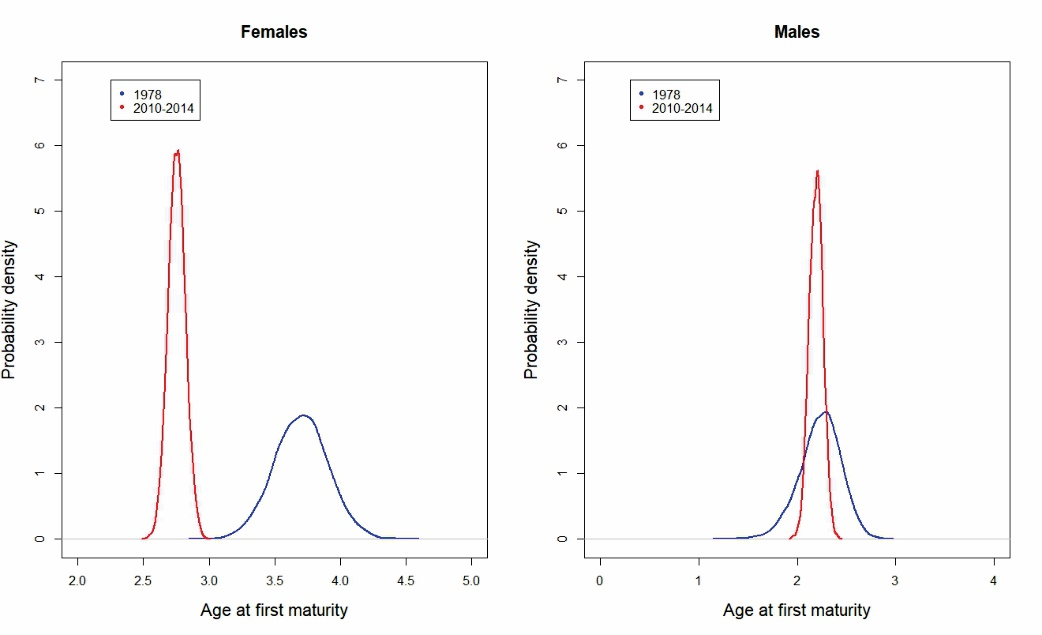 Females
Males
7
6
5
4
3
2
1
0
Probability density
1978
2010-2014
2.0 2.5 3.0 3.5 4.0 4.5 5.0
Age at first maturity
7
6
5
4
3
2
1
0
Probability density
1978
2010-2014
0 1 2 3 4
Age at first maturity